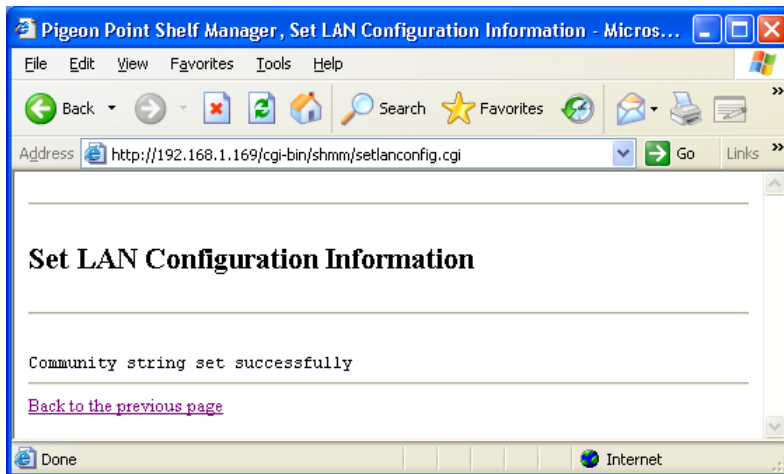 Pigeon Point Shelf Manager, Set LAN Configuration Information - Micros...
File Edit View Favorites Tools Help
Back Search Favorites »
Address http://192.168.1.169/cgi-bin/shmm/setlanconfig.cgi Go Links »
Set LAN Configuration Information
Community string set successfully
Back to the previous page
Done Internet